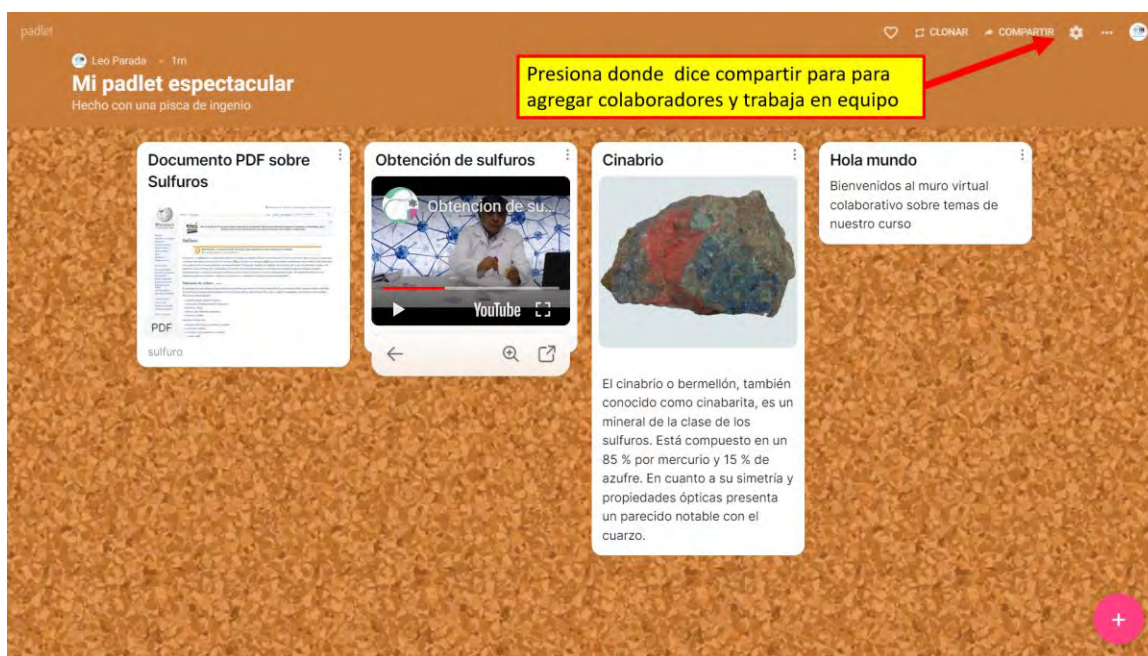 padlet
CLONAR
COMPARTIR
Leo Parada • 1m
Mi padlet espectacular
Hecho con una pisca de ingenio
Presiona donde dice compartir para para
agregar colaboradores y trabaja en equipo
Documento PDF sobre
Sulfuros
PDF
sulfuro
Obtención de sulfuros
Obtencion de su...
YouTube
Cinabrio
El cinabrio o bermellón, también
conocido como cinabarita, es un
mineral de la clase de los
sulfuros. Está compuesto en un
85 % por mercurio y 15 % de
azufre. En cuanto a su simetría y
propiedades ópticas presenta
un parecido notable con el
cuarzo.
Hola mundo
Bienvenidos al muro virtual
colaborativo sobre temas de
nuestro curso